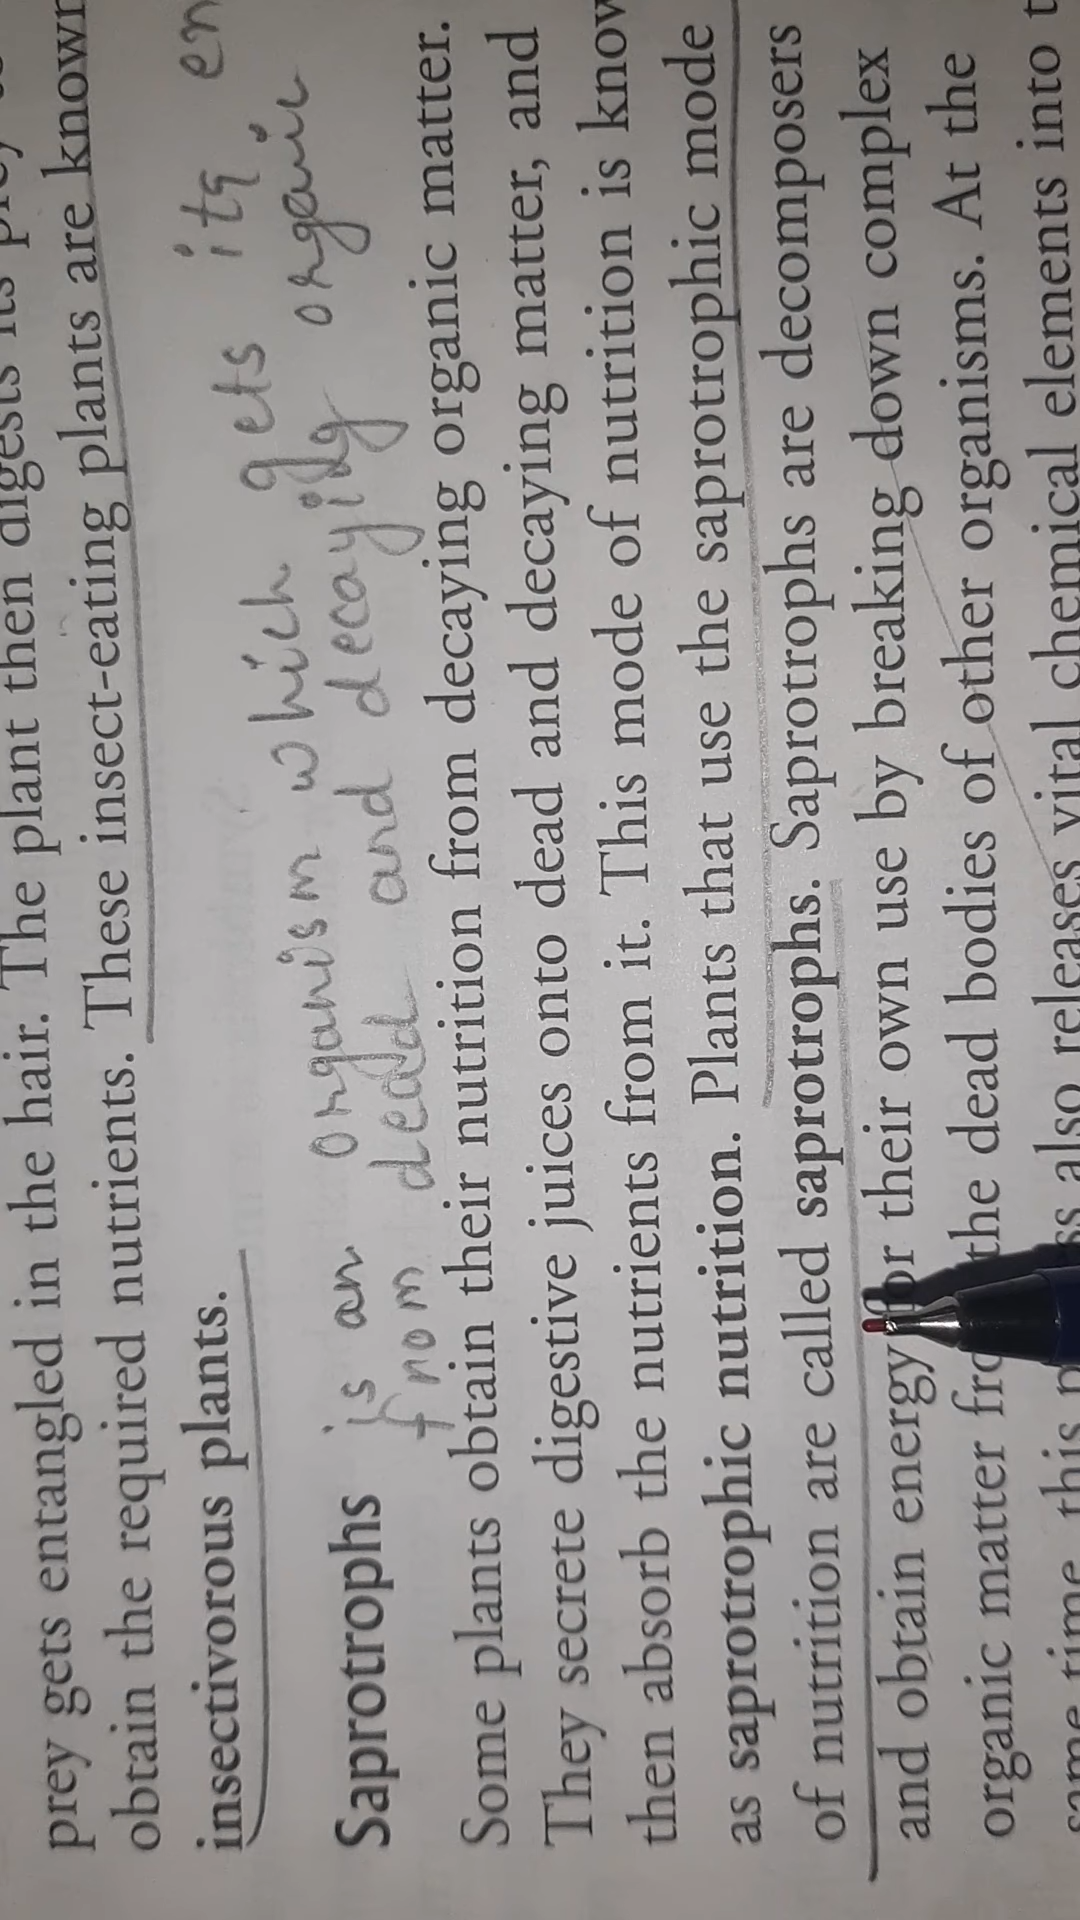 prey gets entangled in the hair. The plant then digests its
obtain the required nutrients. These insect-eating plants are known
insectivorous plants.
Saprotrophs is an organism which gets its en
from dead and decayidg organic
Some plants obtain their nutrition from decaying organic matter.
They secrete digestive juices onto dead and decaying matter, and
then absorb the nutrients from it. This mode of nutrition is know
as saprotrophic nutrition. Plants that use the saprotrophic mode
of nutrition are called saprotrophs. Saprotrophs are decomposers
and obtain energy for their own use by breaking down complex
organic matter the dead bodies of other organisms. At the
same time, this also releases vital chemical elements into t